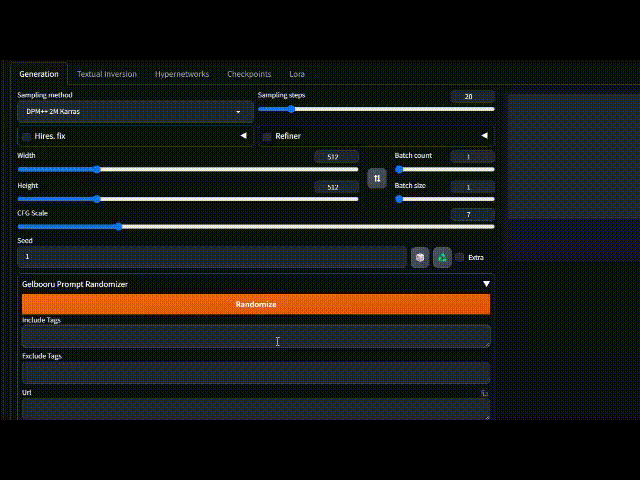 Generation Textual Inversion Hypernetworks Checkpoints Lora
Sampling method Sampling steps 20
DPM++ 2M Karras
Hires. fix Refiner
Width 512 Batch count 1
Height 512 Batch size 1
CFG Scale 7
Seed
1 Extra
Gelbooru Prompt Randomizer
Randomize
Include Tags
Exclude Tags
Url